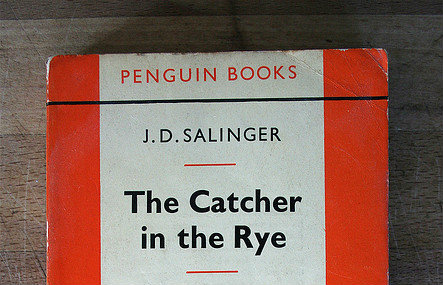 PENGUIN BOOKS
J.D. SALINGER
The Catcher
in the Rye